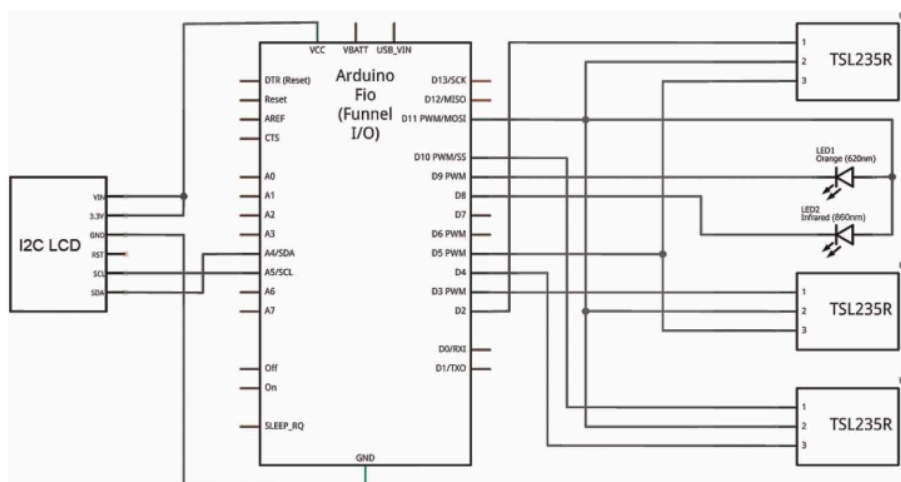 VCC
VBATT
USB_VIN
Arduino
Fio
(Funnel
I/O)
DTR (Reset)
Reset
AREF
CTS
A0
A1
A2
A3
A4/SDA
A5/SCL
A6
A7
Off
On
SLEEP_RQ
GND
D13/SCK
D12/MISO
D11 PWM/MOSI
D10 PWM/SS
D9 PWM
D8
D7
D6 PWM
D5 PWM
D4
D3 PWM
D2
D0/RXI
D1/TXO
I2C LCD
VIN
3.3V
GND
RST
SCL
SDA
1
2
3
TSL235R
LED1
Orange (620nm)
LED2
Infrared (860nm)
1
2
3
TSL235R
1
2
3
TSL235R